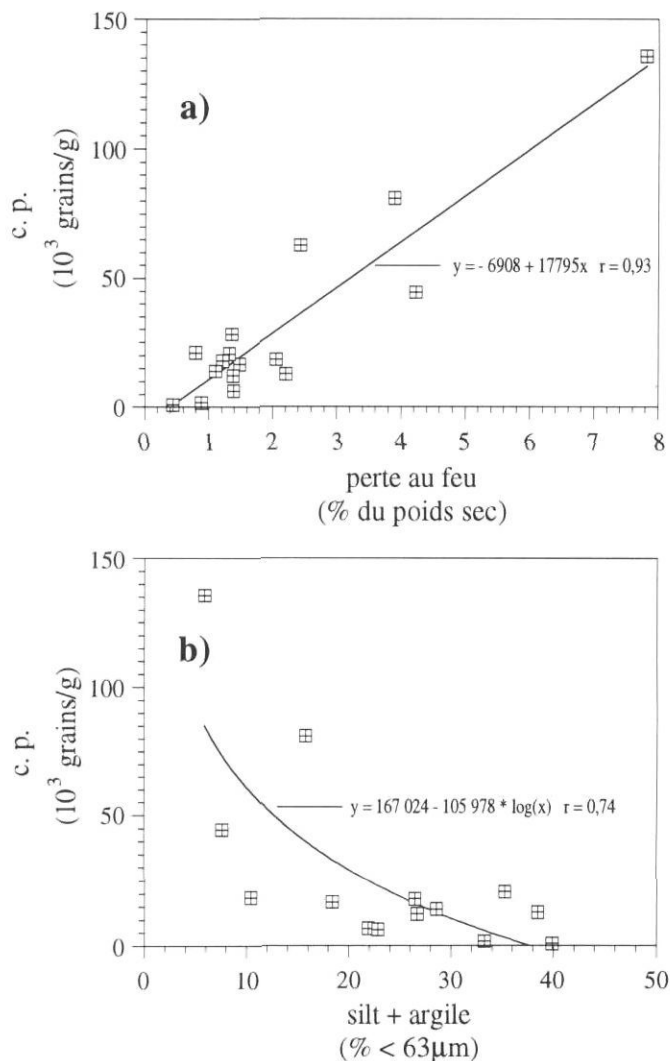 150
a)
100
c. p.
(10³ grains/g)
50
y = - 6908 + 17795x r = 0,93
0
0 1 2 3 4 5 6 7 8
perte au feu
(% du poids sec)
150
b)
100
c. p.
(10³ grains/g)
50
y = 167 024 - 105 978 * log(x) r = 0,74
0
0 10 20 30 40 50
silt + argile
(% < 63µm)